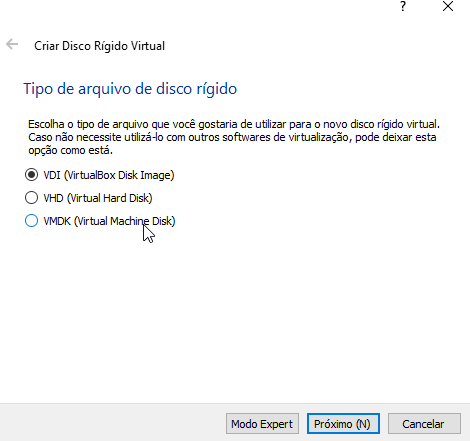 ?
Criar Disco Rígido Virtual
Tipo de arquivo de disco rígido
Escolha o tipo de arquivo que você gostaria de utilizar para o novo disco rígido virtual.
Caso não necessite utilizá-lo com outros softwares de virtualização, pode deixar esta
opção como está.
VDI (VirtualBox Disk Image)
VHD (Virtual Hard Disk)
VMDK (Virtual Machine Disk)
Modo Expert Próximo (N) Cancelar